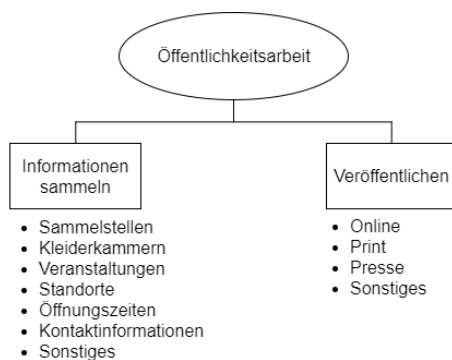 Öffentlichkeitsarbeit
Informationen
sammeln
• Sammelstellen
• Kleiderkammern
• Veranstaltungen
• Standorte
• Öffnungszeiten
• Kontaktinformationen
• Sonstiges
Veröffentlichen
• Online
• Print
• Presse
• Sonstiges